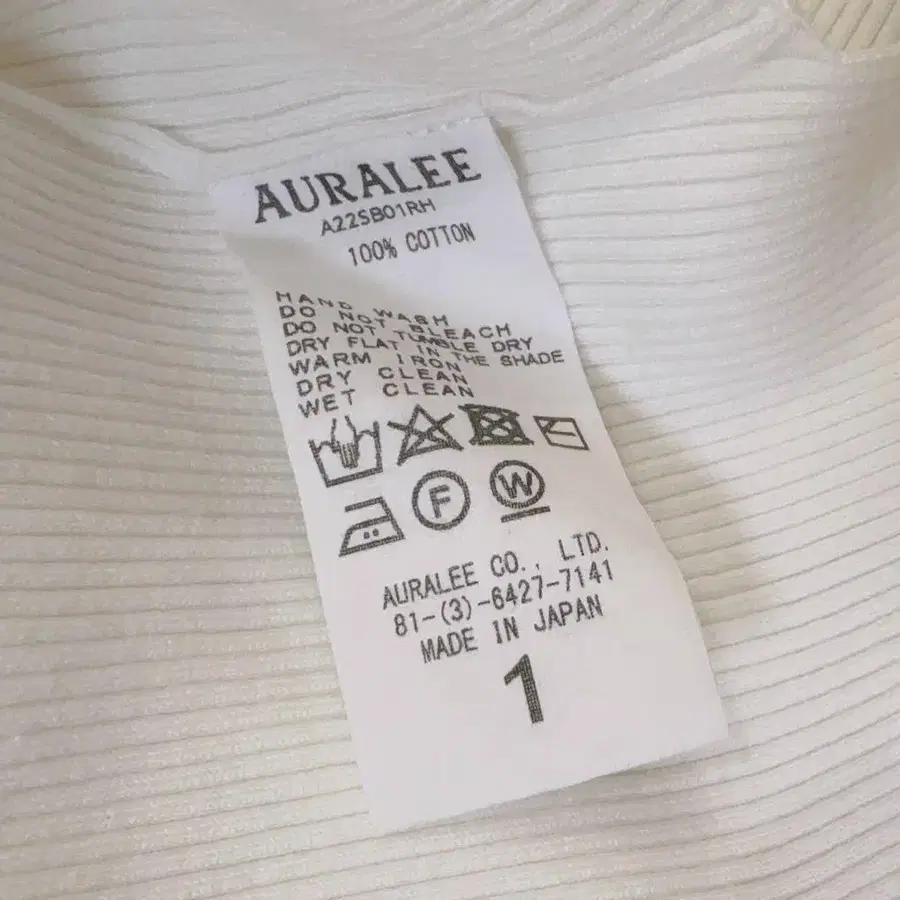 AURALEE
A22SB01RH
100% COTTON
HAND WASH
DO NOT BLEACH
DO NOT TUMBLE DRY
DRY FLAT IN THE SHADE
WARM IRON
DRY CLEAN
WET CLEAN
F W
AURALEE CO., LTD.
81-(3)-6427-7141
MADE IN JAPAN
1